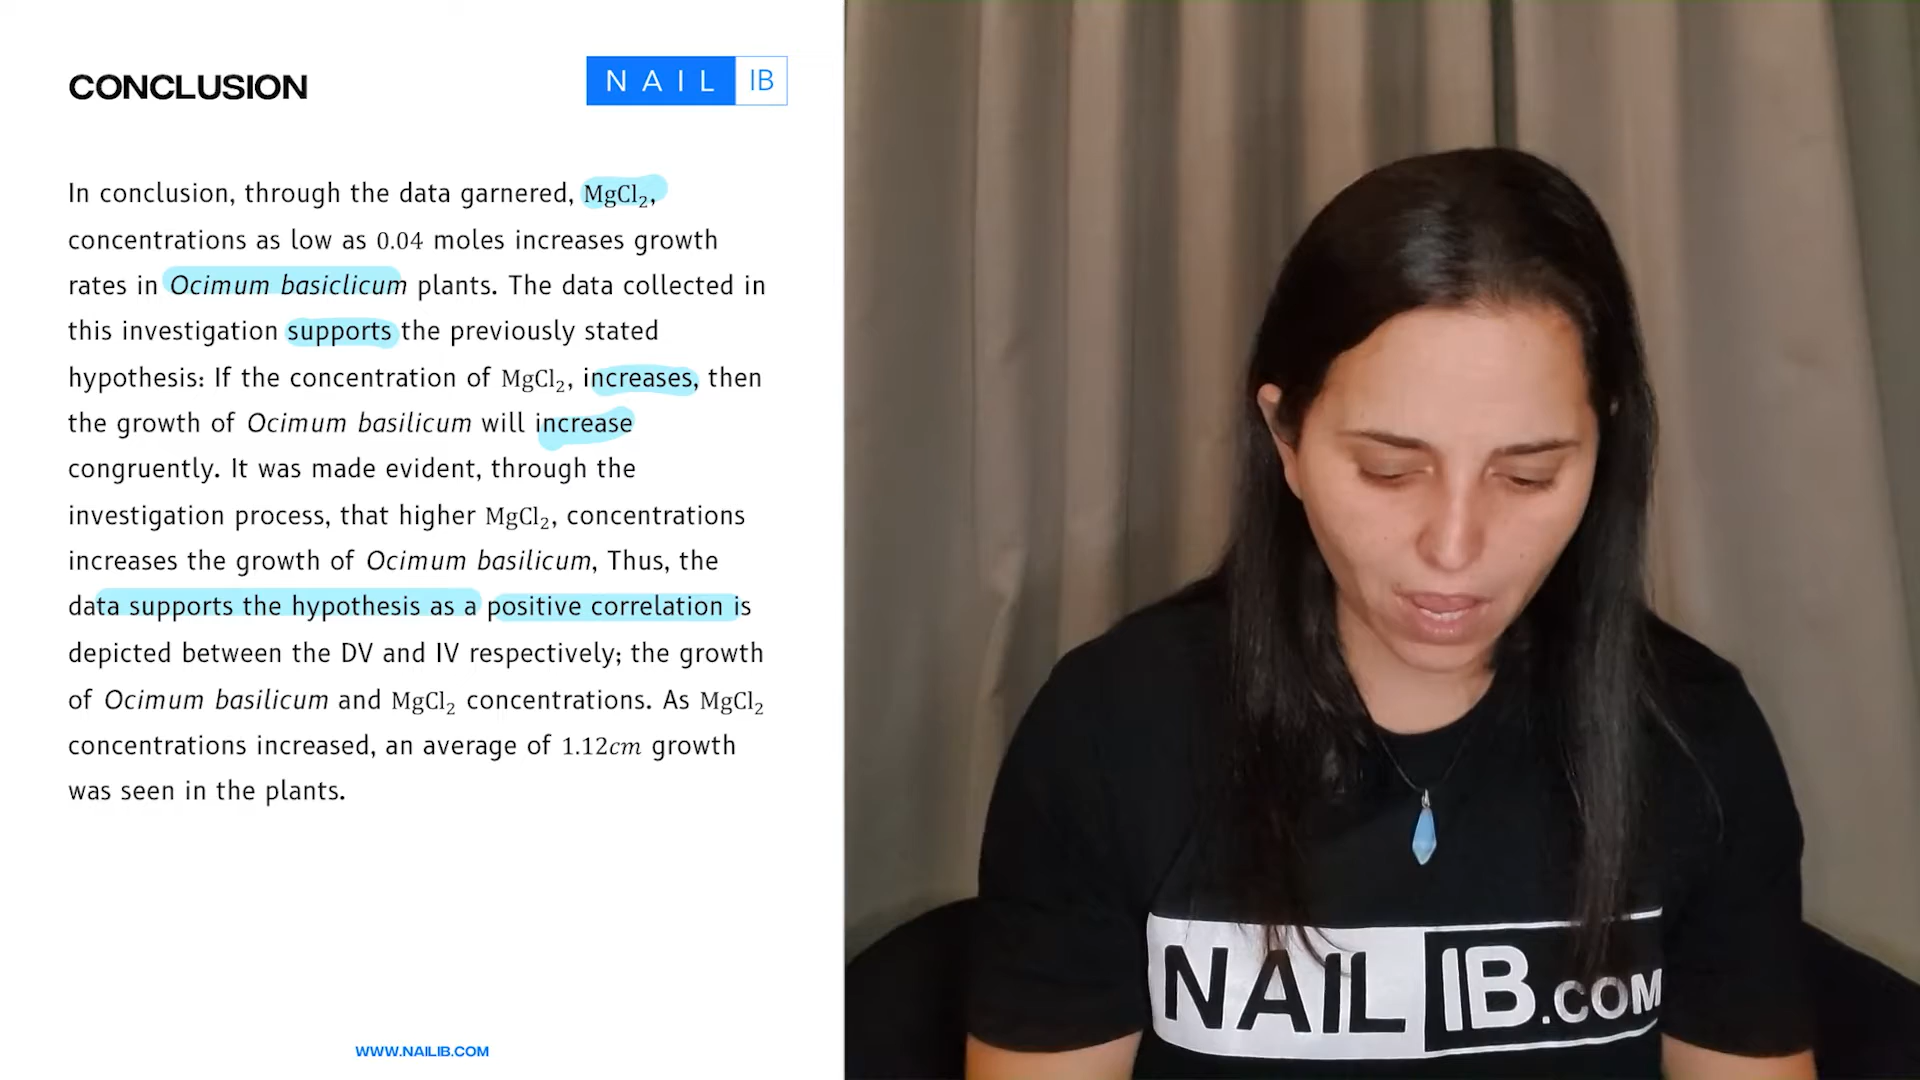 CONCLUSION
NAIL IB
In conclusion, through the data garnered, MgCl₂,
concentrations as low as 0.04 moles increases growth
rates in Ocimum basiclicum plants. The data collected in
this investigation supports the previously stated
hypothesis: If the concentration of MgCl₂, increases, then
the growth of Ocimum basilicum will increase
congruently. It was made evident, through the
investigation process, that higher MgCl₂, concentrations
increases the growth of Ocimum basilicum, Thus, the
data supports the hypothesis as a positive correlation is
depicted between the DV and IV respectively; the growth
of Ocimum basilicum and MgCl₂ concentrations. As MgCl₂
concentrations increased, an average of 1.12cm growth
was seen in the plants.
WWW.NAILIB.COM
NAIL IB.COM